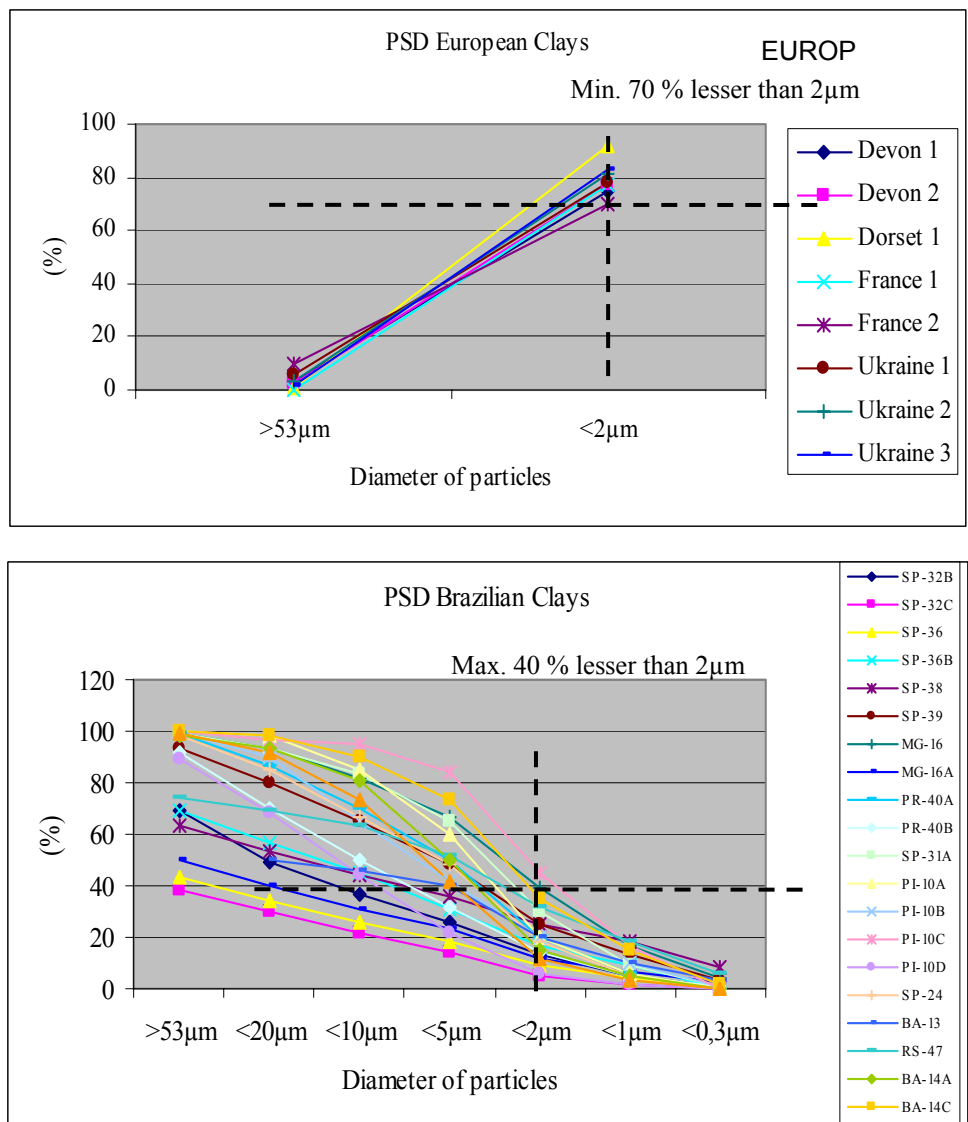 PSD European Clays
EUROP
Min. 70 % lesser than 2µm
100
80
60
40
20
0
(%)
>53µm
<2µm
Diameter of particles
Devon 1
Devon 2
Dorset 1
France 1
France 2
Ukraine 1
Ukraine 2
Ukraine 3
PSD Brazilian Clays
Max. 40 % lesser than 2µm
120
100
80
60
40
20
0
(%)
>53µm
<20µm
<10µm
<5µm
<2µm
<1µm
<0,3µm
Diameter of particles
SP-32B
SP-32C
SP-36
SP-36B
SP-38
SP-39
MG-16
MG-16A
PR-40A
PR-40B
SP-31A
PI-10A
PI-10B
PI-10C
PI-10D
SP-24
BA-13
RS-47
BA-14A
BA-14C